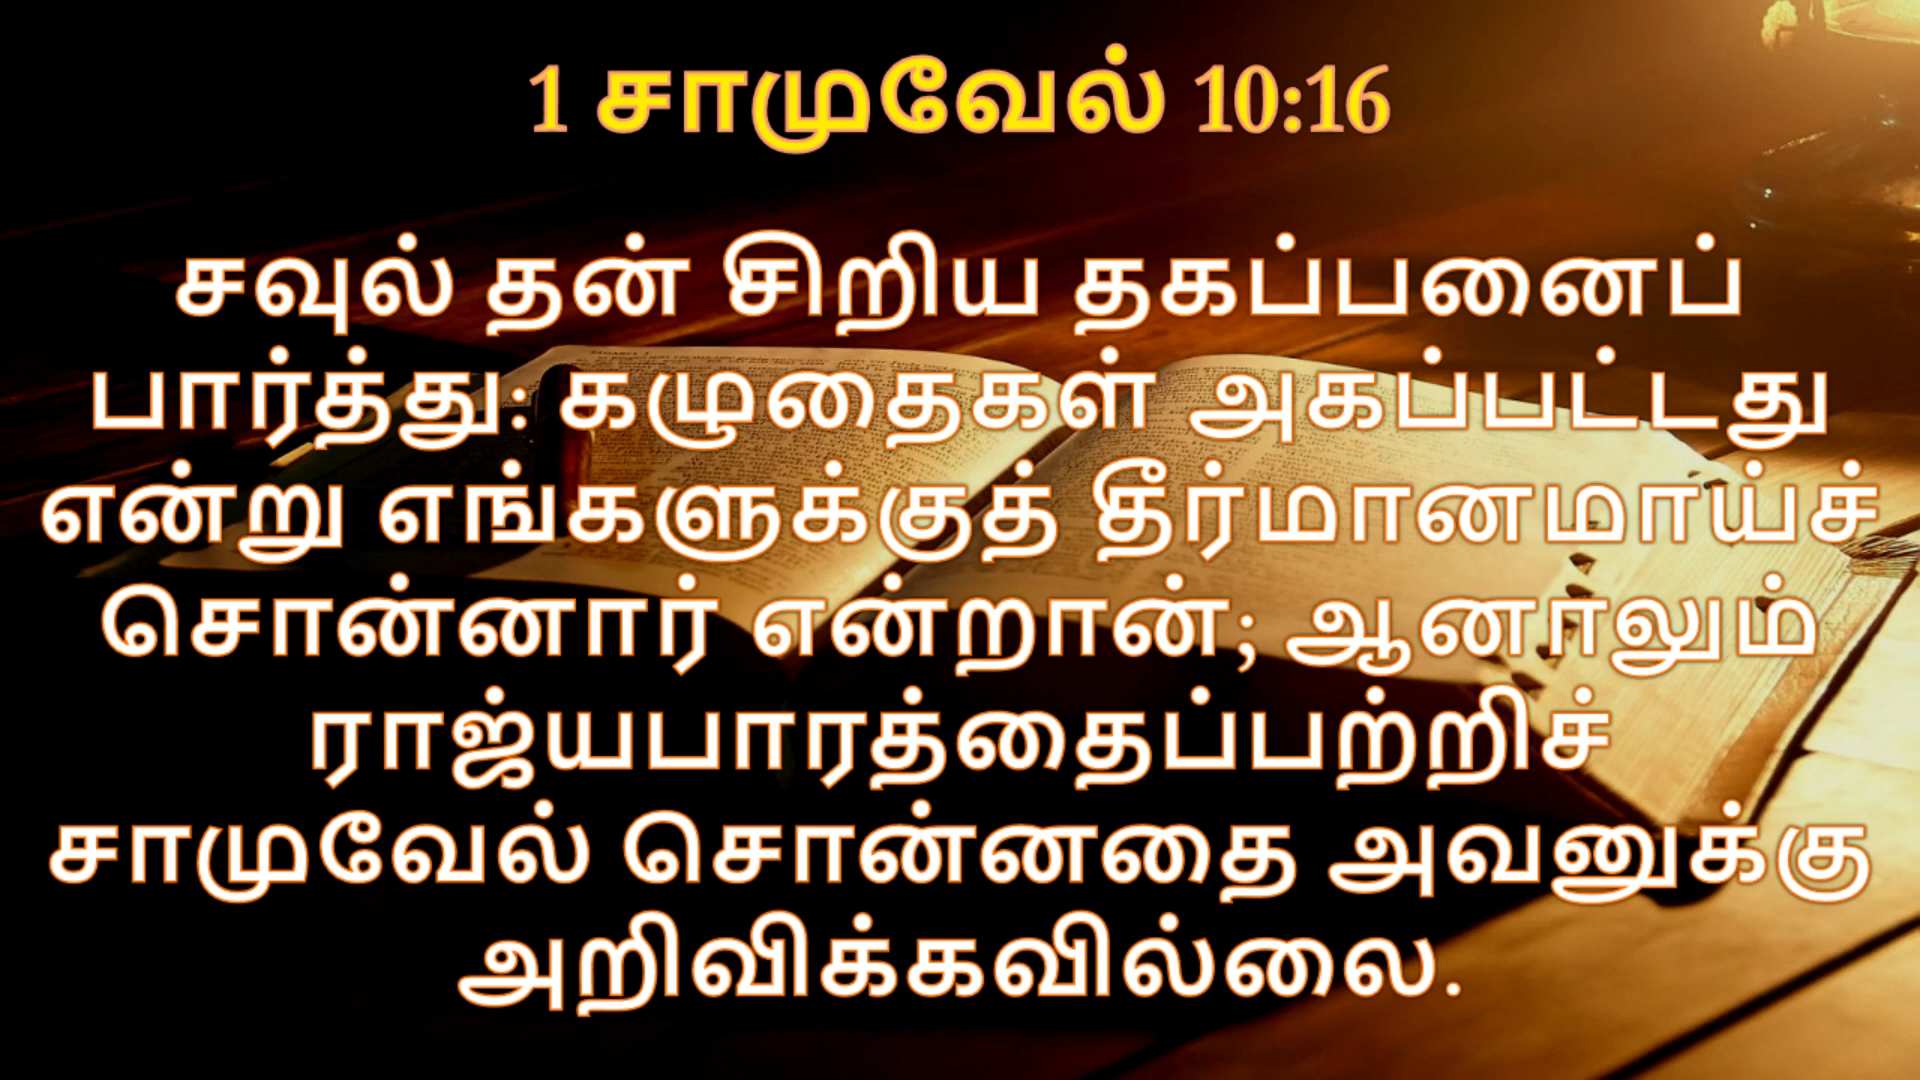 1 சாமுவேல் 10:16
சவுல் தன் சிறிய தகப்பனைப்
பார்த்து: கழுதைகள் அகப்பட்டது
என்று எங்களுக்குத் தீர்மானமாய்ச்
சொன்னார் என்றான்; ஆனாலும்
ராஜ்யபாரத்தைப்பற்றிச்
சாமுவேல் சொன்னதை அவனுக்கு
அறிவிக்கவில்லை.